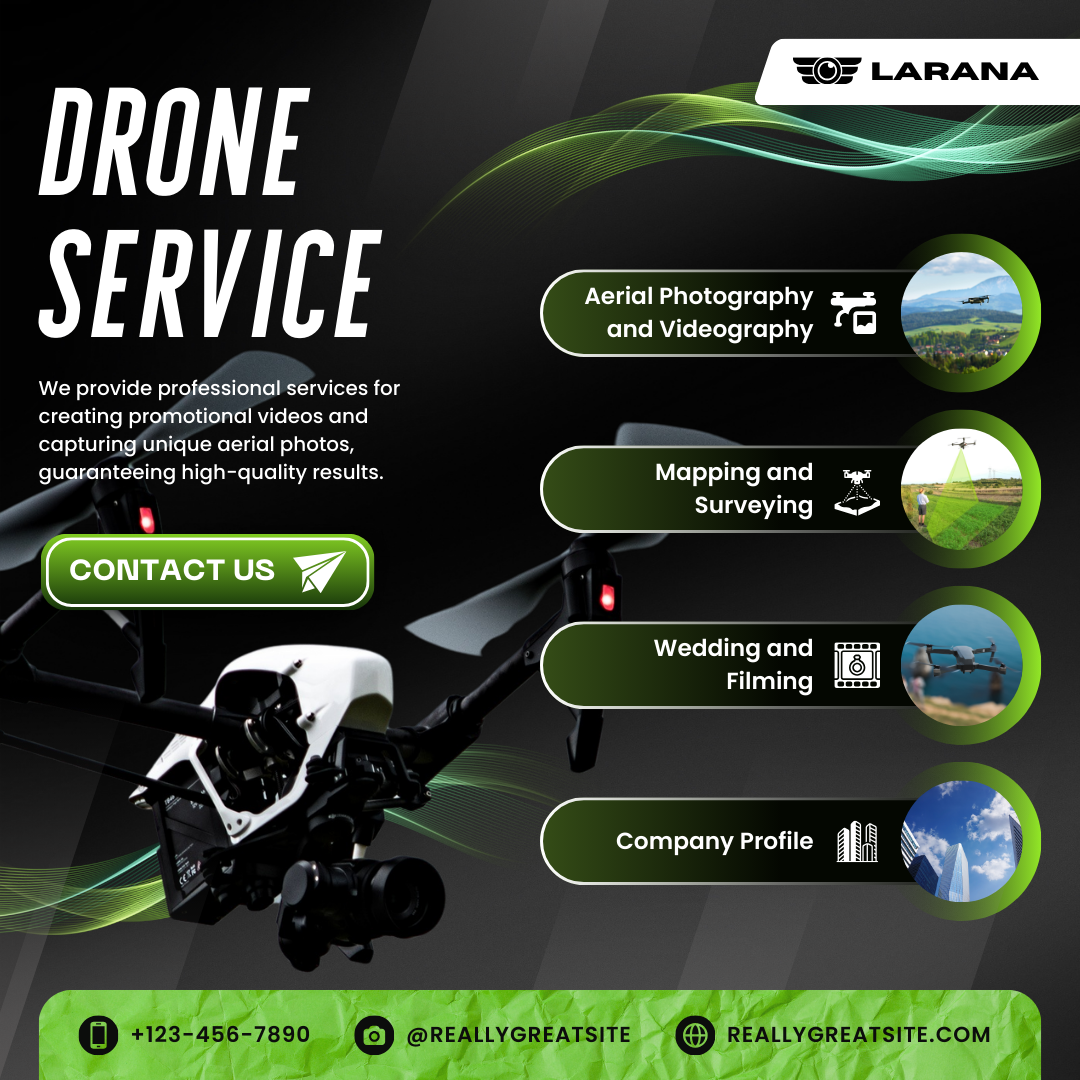 LARANA
DRONE
SERVICE
We provide professional services for
creating promotional videos and
capturing unique aerial photos,
guaranteeing high-quality results.
CONTACT US
Aerial Photography
and Videography
Mapping and
Surveying
Wedding and
Filming
Company Profile
+123-456-7890
@REALLYGREATSITE
REALLYGREATSITE.COM